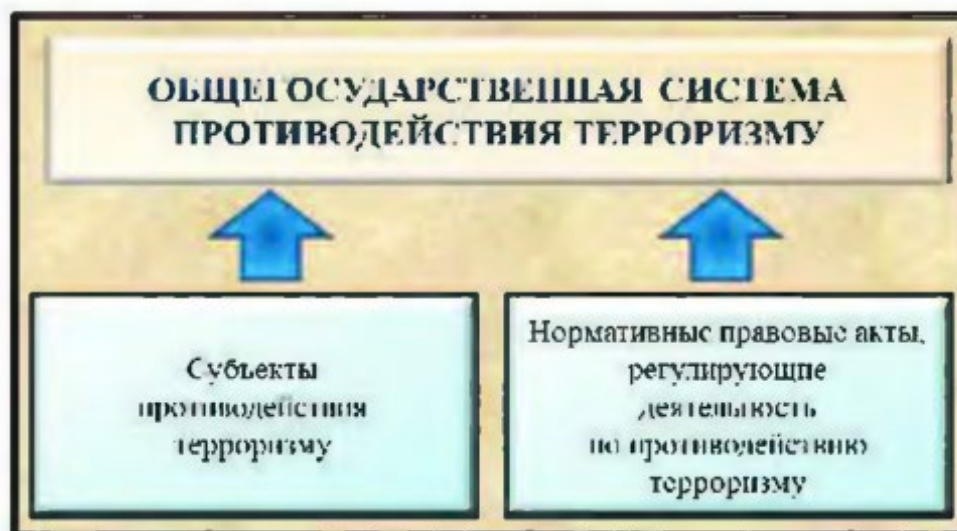 ОБЩЕГОСУДАРСТВЕННАЯ СИСТЕМА
ПРОТИВОДЕЙСТВИЯ ТЕРРОРИЗМУ
Субъекты
противодействия
терроризму
Нормативные правовые акты,
регулирующие
деятельность
по противодействию
терроризму